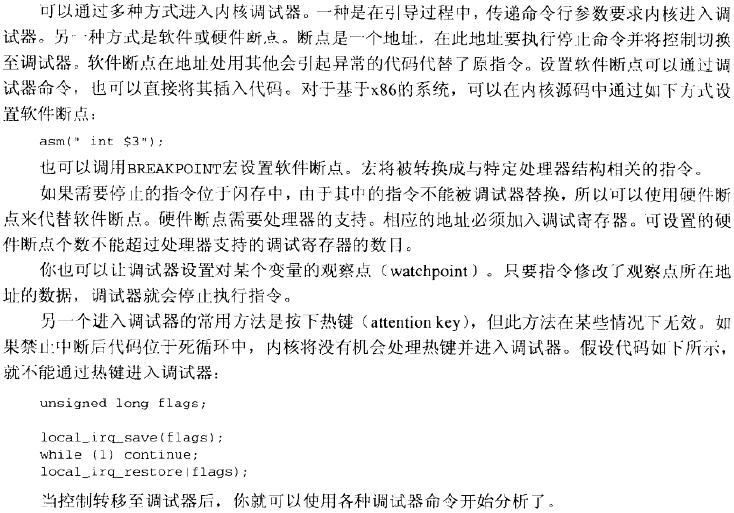 可以通过多种方式进入内核调试器。一种是在引导过程中，传递命令行参数要求内核进入调
试器。另一种方式是软件或硬件断点。断点是一个地址，在此地址要执行停止命令并将控制切换
至调试器。软件断点在地址处用其他会引起异常的代码代替了原指令。设置软件断点可以通过调
试器命令，也可以直接将其插入代码。对于基于x86的系统，可以在内核源码中通过如下方式设
置软件断点：
asm(" int $3");
也可以调用BREAKPOINT宏设置软件断点。宏将被转换成与特定处理器结构相关的指令。
如果需要停止的指令位于闪存中，由于其中的指令不能被调试器替换，所以可以使用硬件断
点来代替软件断点。硬件断点需要处理器的支持。相应的地址必须加入调试寄存器。可设置的硬
件断点个数不能超过处理器支持的调试寄存器的数目。
你也可以让调试器设置对某个变量的观察点（watchpoint）。只要指令修改了观察点所在地
址的数据，调试器就会停止执行指令。
另一个进入调试器的常用方法是按下热键（attention key），但此方法在某些情况下无效。如
果禁止中断后代码位于死循环中，内核将没有机会处理热键并进入调试器。假设代码如下所示，
就不能通过热键进入调试器：
unsigned long flags;
local_irq_save(flags);
while (1) continue;
local_irq_restore(flags);
当控制转移至调试器后，你就可以使用各种调试器命令开始分析了。